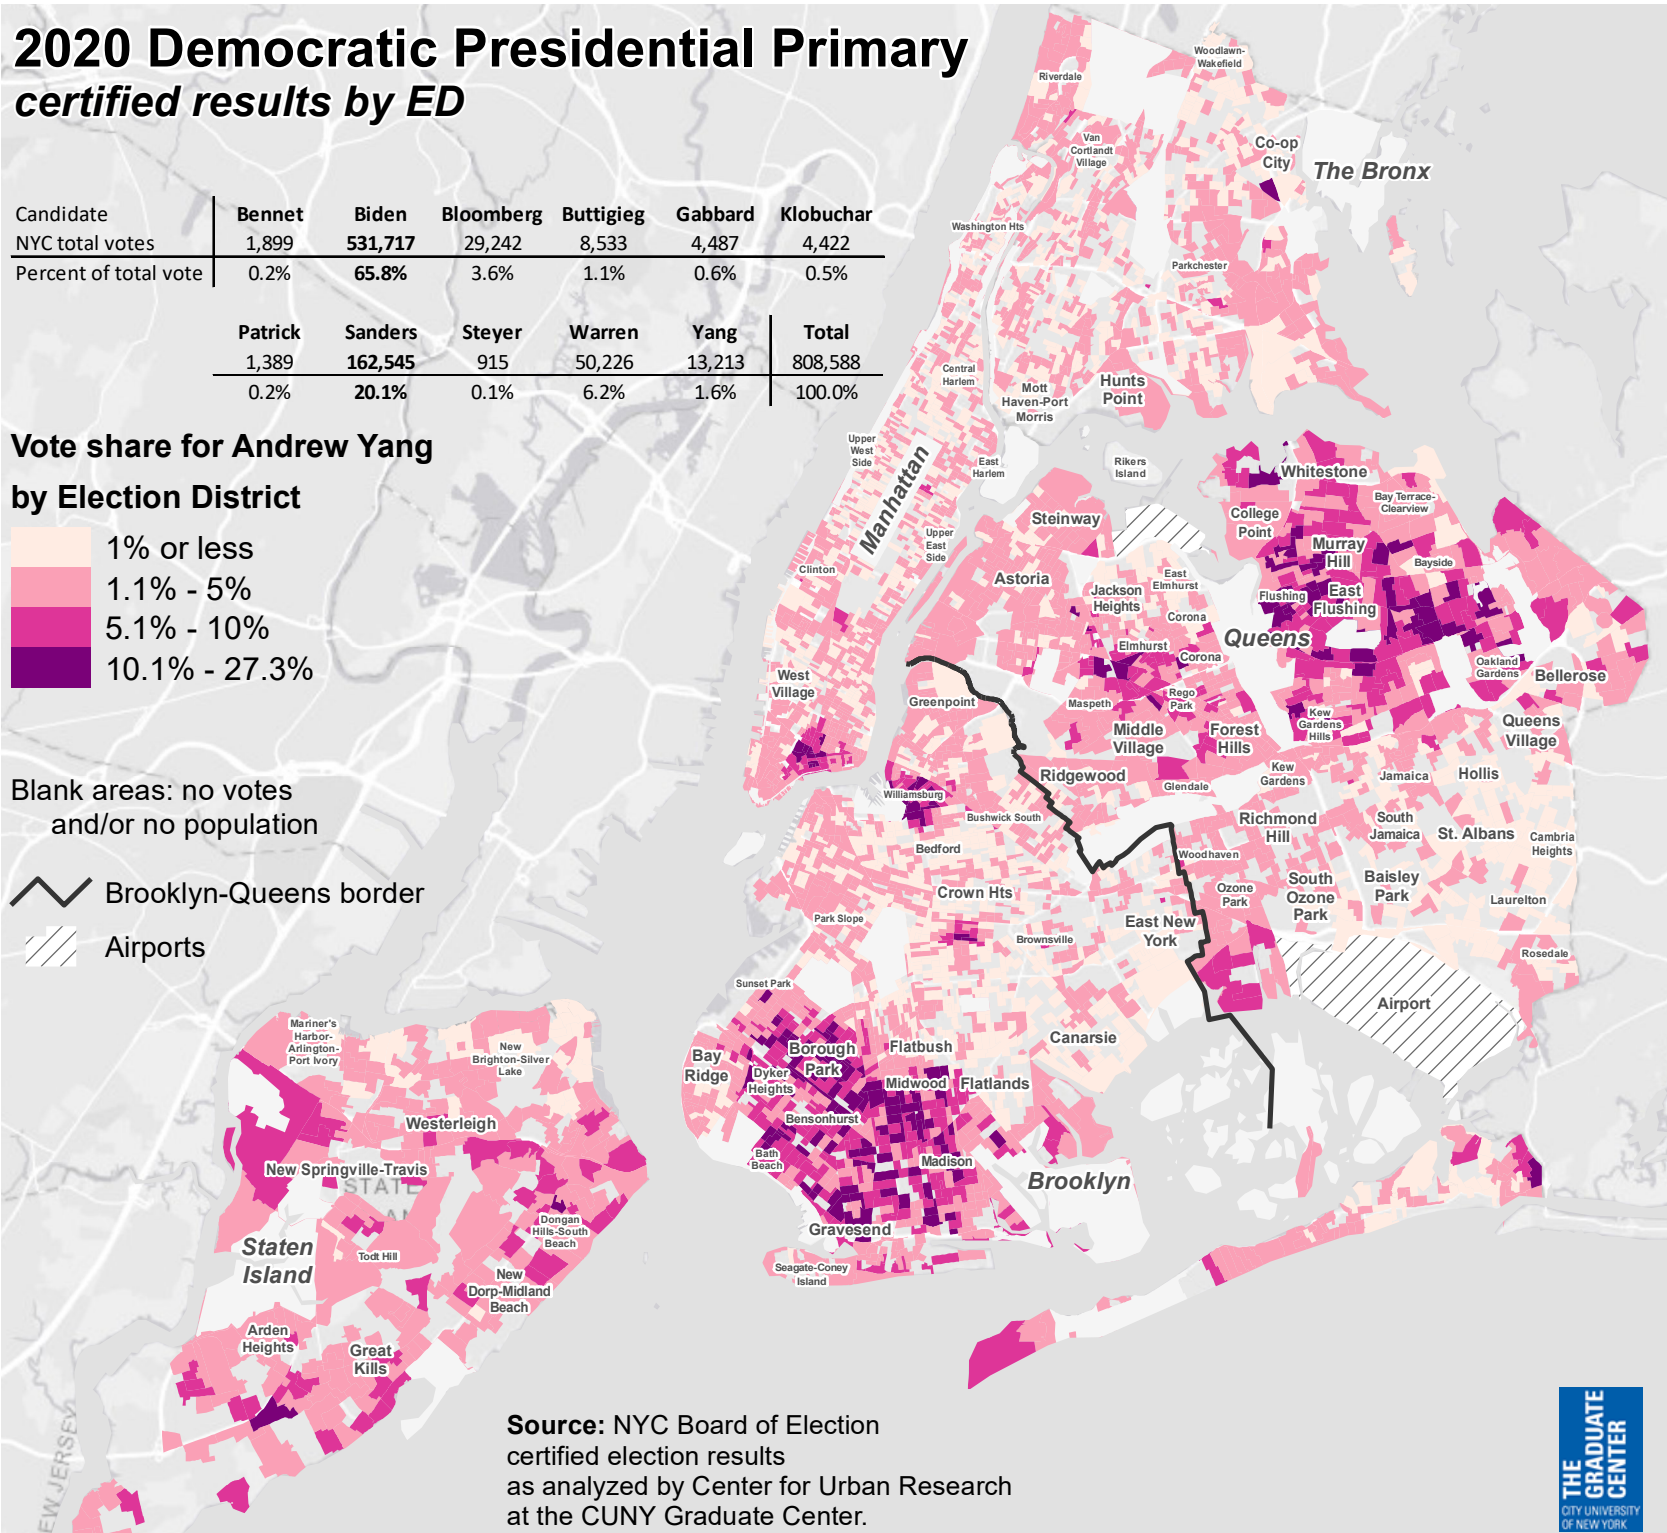 2020 Democratic Presidential Primary
certified results by ED
Candidate Bennet Biden Bloomberg Buttigieg Gabbard Klobuchar
NYC total votes 1,899 531,717 29,242 8,533 4,487 4,422
Percent of total vote 0.2% 65.8% 3.6% 1.1% 0.6% 0.5%
Patrick Sanders Steyer Warren Yang Total
1,389 162,545 915 50,226 13,213 808,588
0.2% 20.1% 0.1% 6.2% 1.6% 100.0%
Vote share for Andrew Yang
by Election District
1% or less
1.1% - 5%
5.1% - 10%
10.1% - 27.3%
Blank areas: no votes
and/or no population
Brooklyn-Queens border
Airports
Woodlawn-
Wakefield
Riverdale
Van
Cortlandt
Village
Co-op
City
The Bronx
Washington Hts
Parkchester
Central
Harlem
Mott
Haven-Port
Morris
Hunts
Point
Upper
West
Side
Manhattan
East
Harlem
Rikers
Island
Whitestone
Bay Terrace-
Clearview
College
Point
Steinway
Upper
East
Side
Murray
Hill
Bayside
Clinton
Astoria
East
Elmhurst
Jackson
Heights
Flushing
East
Flushing
Corona
Queens
Elmhurst
Corona
Oakland
Gardens
Bellerose
West
Village
Greenpoint
Maspeth
Rego
Park
Kew
Gardens
Hills
Queens
Village
Middle
Village
Forest
Hills
Ridgewood
Kew
Gardens
Jamaica
Hollis
Glendale
Williamsburg
Bushwick South
Richmond
Hill
South
Jamaica
St. Albans
Cambria
Heights
Bedford
Woodhaven
Crown Hts
Ozone
Park
South
Ozone
Park
Baisley
Park
Laurelton
Park Slope
East New
York
Brownsville
Rosedale
Sunset Park
Airport
Mariner's
Harbor-
Arlington-
Port Ivory
New
Brighton-Silver
Lake
Bay
Ridge
Borough
Park
Flatbush
Canarsie
Dyker
Heights
Midwood
Flatlands
Bensonhurst
Westerleigh
Bath
Beach
Madison
New Springville-Travis
STATE
Brooklyn
Dongan
Hills-South
Beach
Gravesend
Staten
Island
Todt Hill
Seagate-Coney
Island
New
Dorp-Midland
Beach
Arden
Heights
Great
Kills
EW JERSEY
Source: NYC Board of Election
certified election results
as analyzed by Center for Urban Research
at the CUNY Graduate Center.
THE
GRADUATE
CENTER
CITY UNIVERSITY
OF NEW YORK